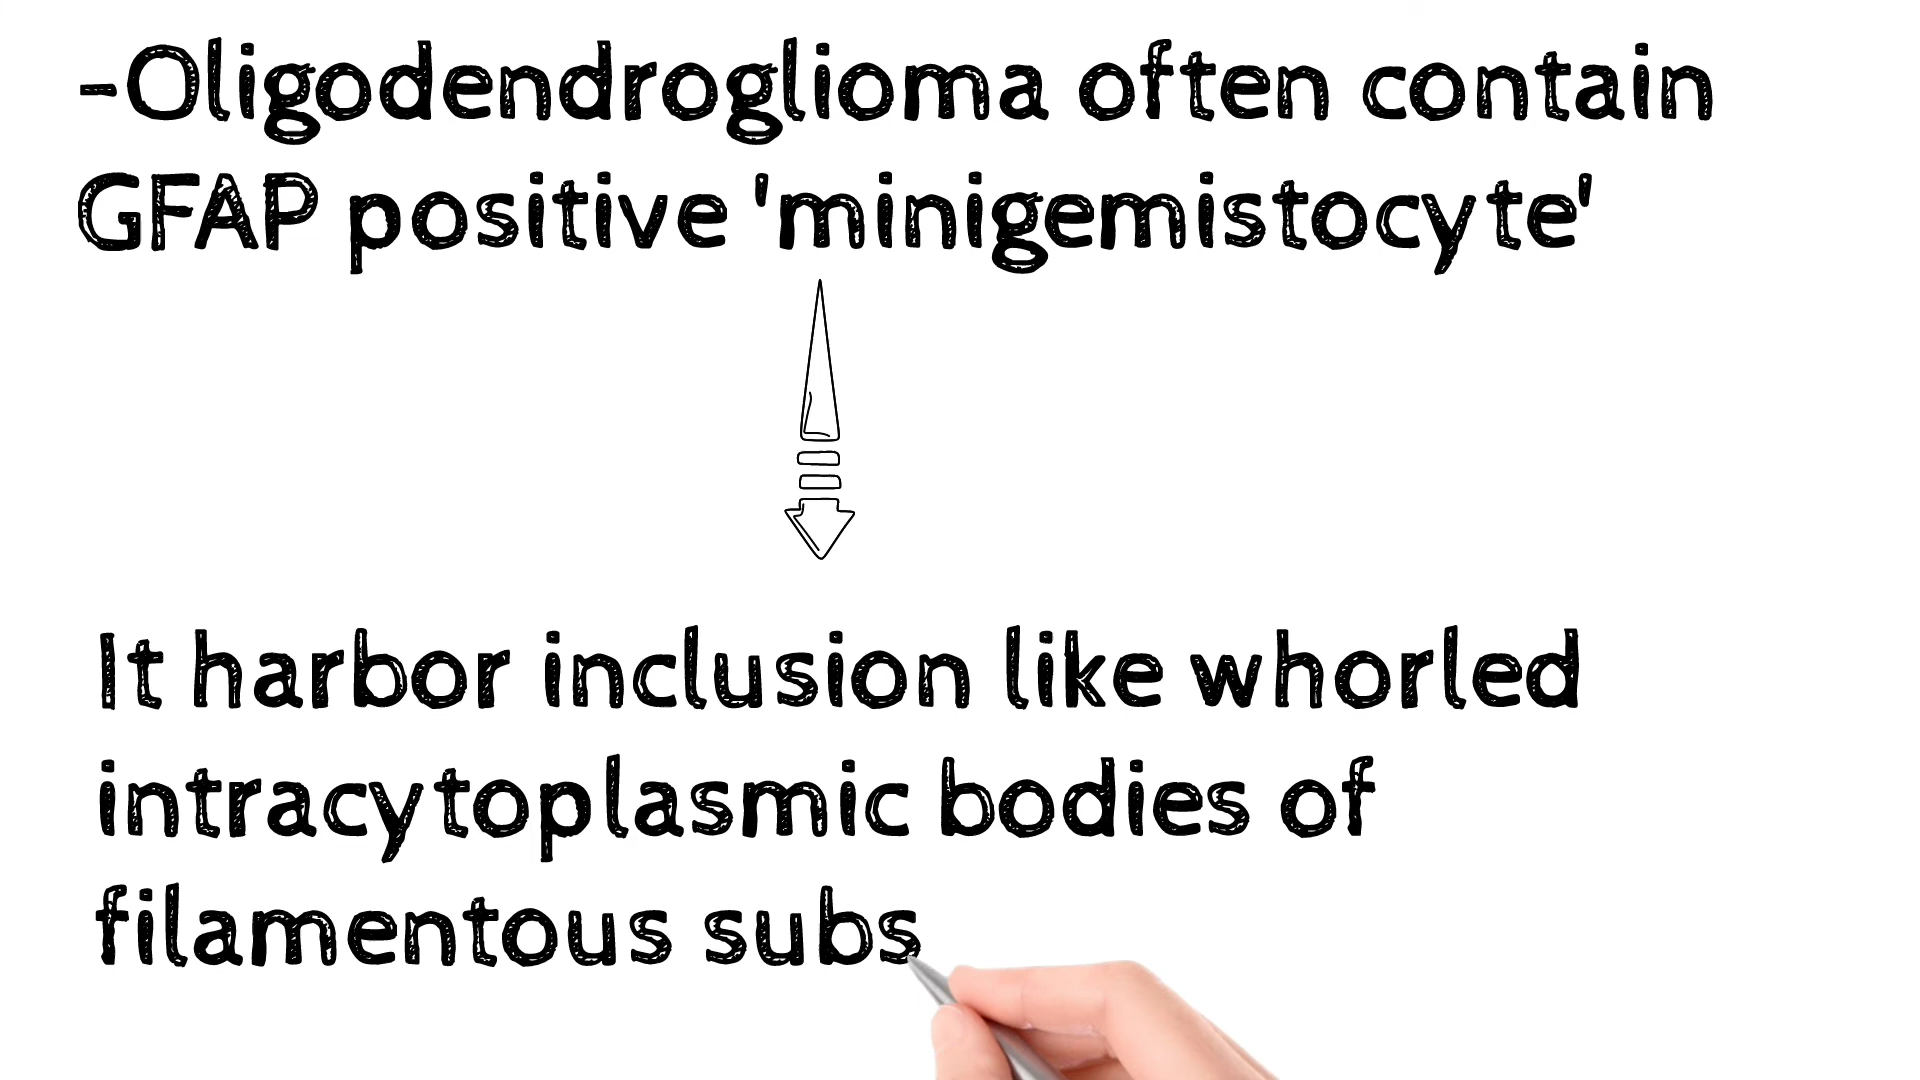 -Oligodendroglioma often contain
GFAP positive 'minigemistocyte'
It harbor inclusion like whorled
intracytoplasmic bodies of
filamentous subs